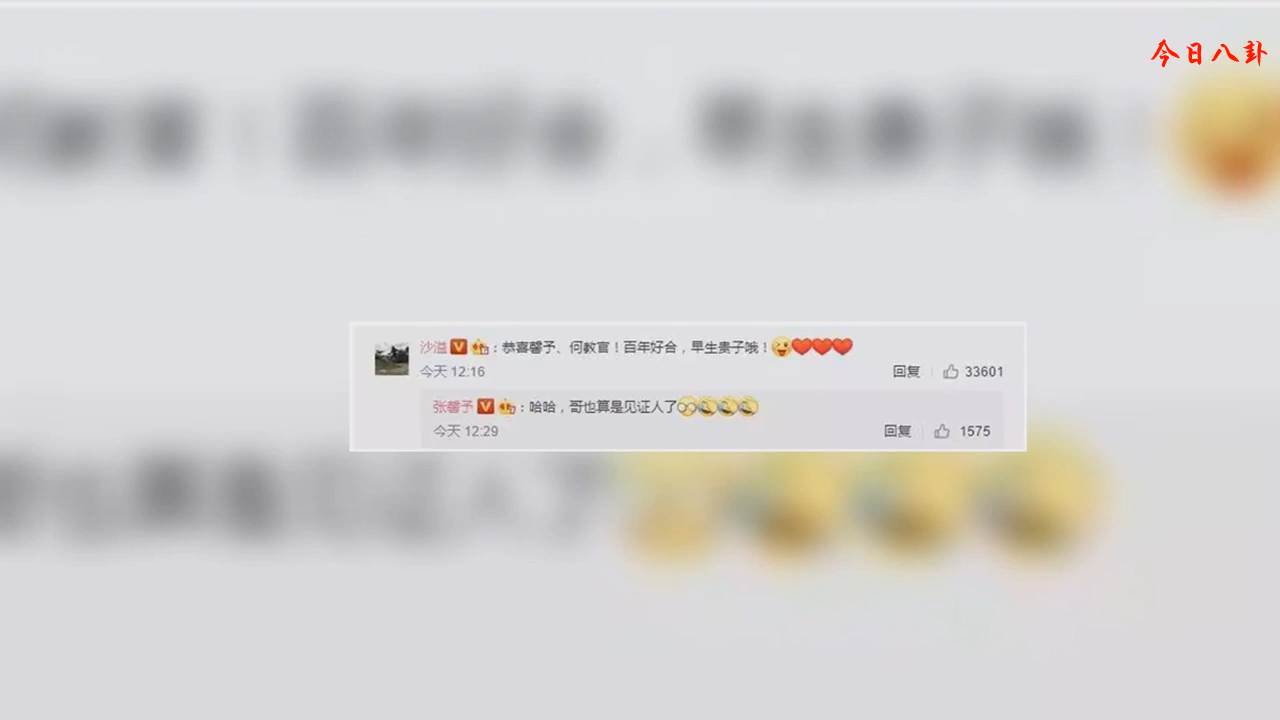 今日八卦
沙溢：恭喜馨予、何教官！百年好合，早生贵子哦！
今天 12:16
回复 33601
张馨予：哈哈，哥也算是见证人了
今天 12:29
回复 1575